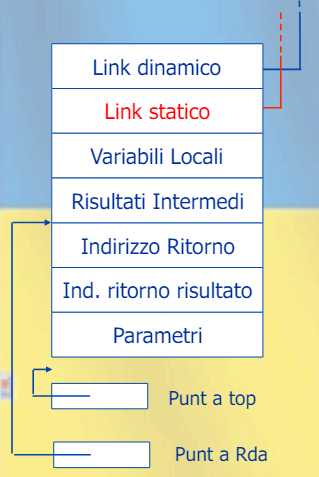 Link dinamico
Link statico
Variabili Locali
Risultati Intermedi
Indirizzo Ritorno
Ind. ritorno risultato
Parametri
Punt a top
Punt a Rda